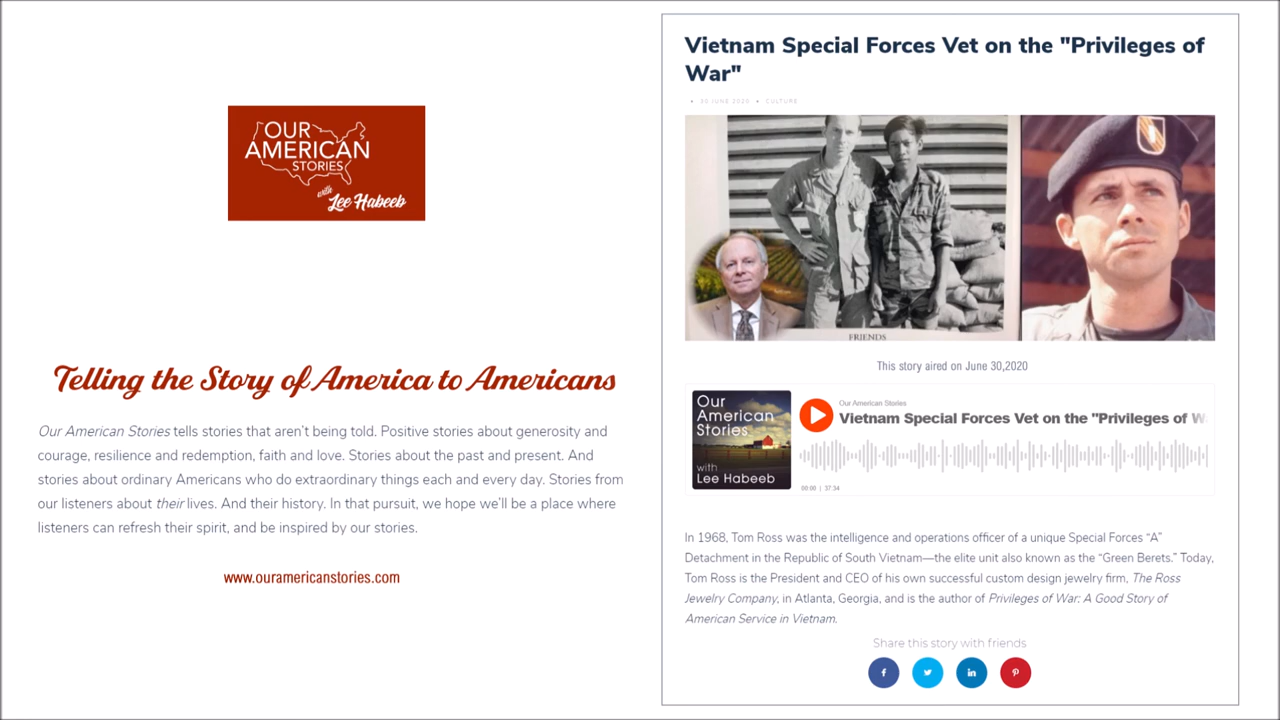 OUR
AMERICAN
STORIES
with
Lee Habeeb
Telling the Story of America to Americans
Our American Stories tells stories that aren't being told. Positive stories about generosity and
courage, resilience and redemption, faith and love. Stories about the past and present. And
stories about ordinary Americans who do extraordinary things each and every day. Stories from
our listeners about their lives. And their history. In that pursuit, we hope we'll be a place where
listeners can refresh their spirit, and be inspired by our stories.
www.ouramericanstories.com
Vietnam Special Forces Vet on the "Privileges of
War"
• 30 JUNE 2020 • CULTURE
FRIENDS
This story aired on June 30,2020
Our
American
Stories
with
Lee Habeeb
Our American Stories
Vietnam Special Forces Vet on the "Privileges of W
00:00 | 37:34
In 1968, Tom Ross was the intelligence and operations officer of a unique Special Forces “A”
Detachment in the Republic of South Vietnam—the elite unit also known as the “Green Berets.” Today,
Tom Ross is the President and CEO of his own successful custom design jewelry firm, The Ross
Jewelry Company, in Atlanta, Georgia, and is the author of Privileges of War: A Good Story of
American Service in Vietnam.
Share this story with friends